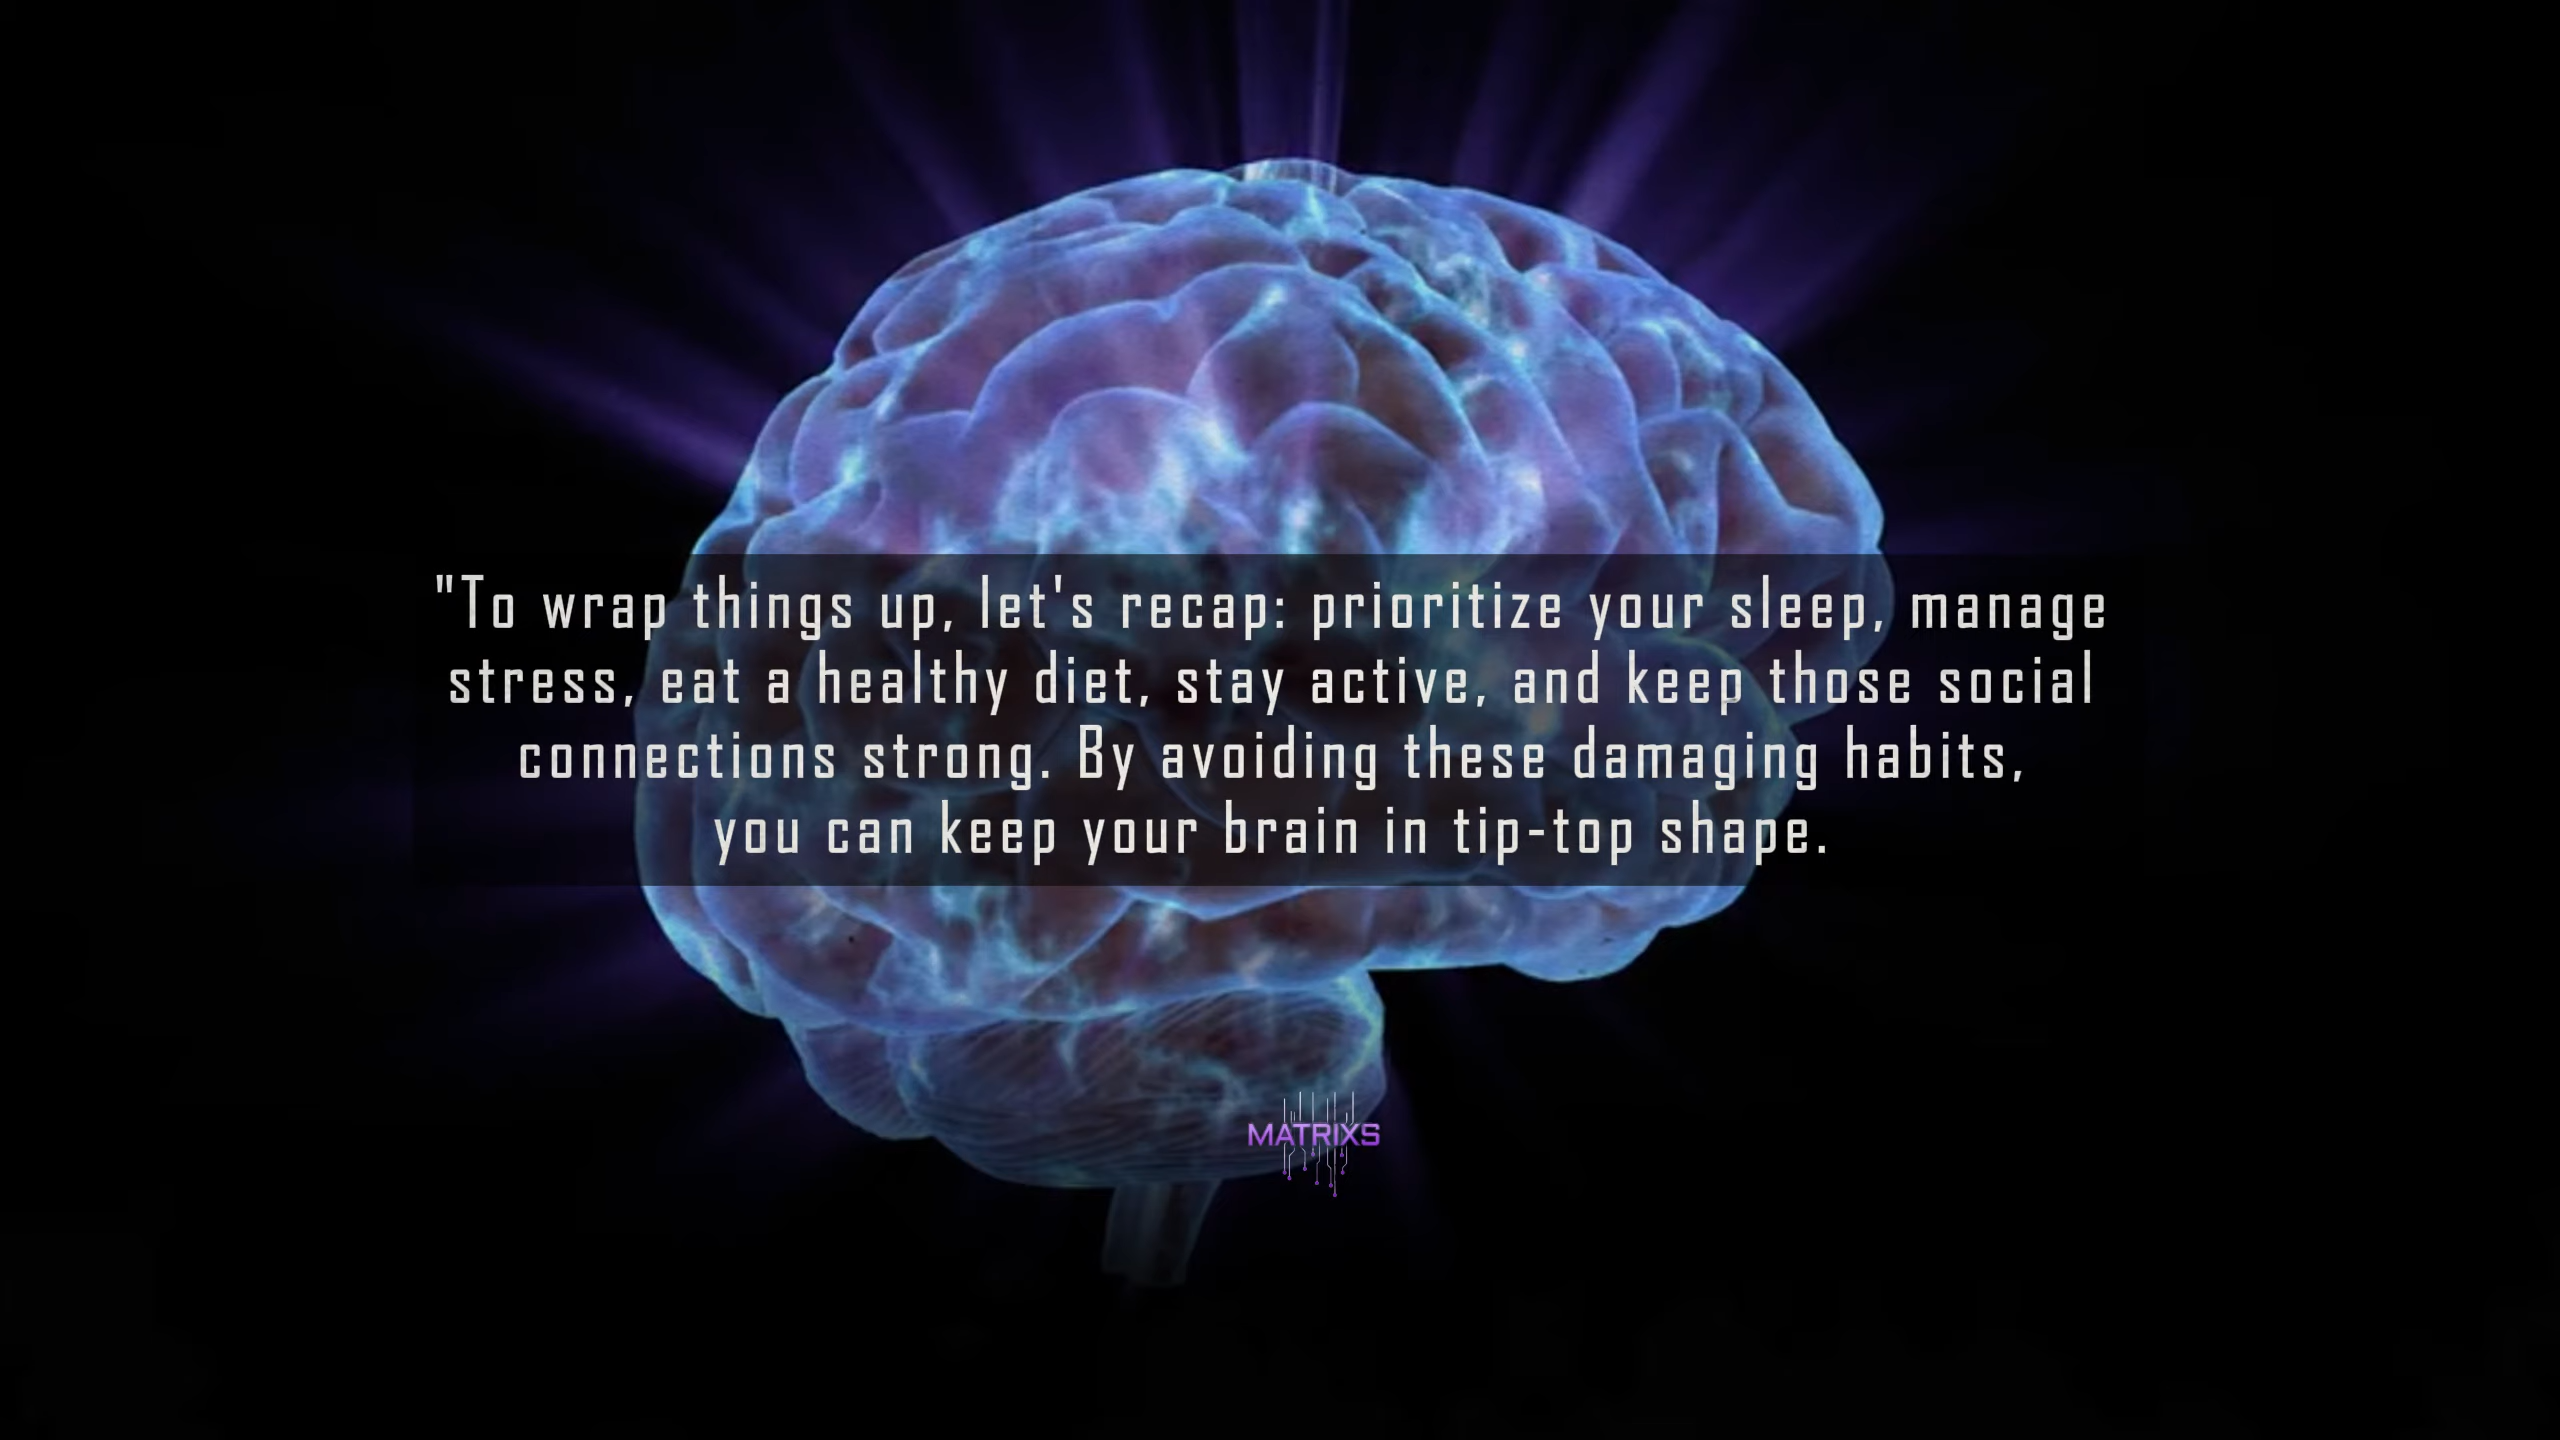 "To wrap things up, let's recap: prioritize your sleep, manage
stress, eat a healthy diet, stay active, and keep those social
connections strong. By avoiding these damaging habits,
you can keep your brain in tip-top shape.
MATRIXS